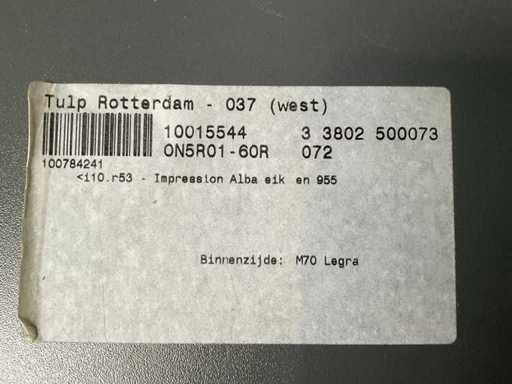 Tulp Rotterdam - 037 (west)
10015544 3 3802 500073
0N5R01-60R 072
100784241
<i10.r53 - Impression Alba eik en 955
Binnenzijde: M70 Legra